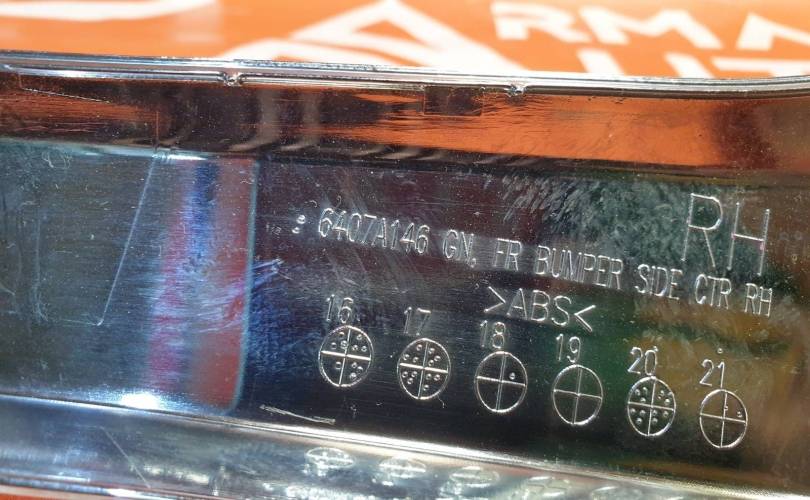 RH
6407A146 GN, FR BUMPER SIDE CTR RH
>ABS<
16 17 18 19 20 21